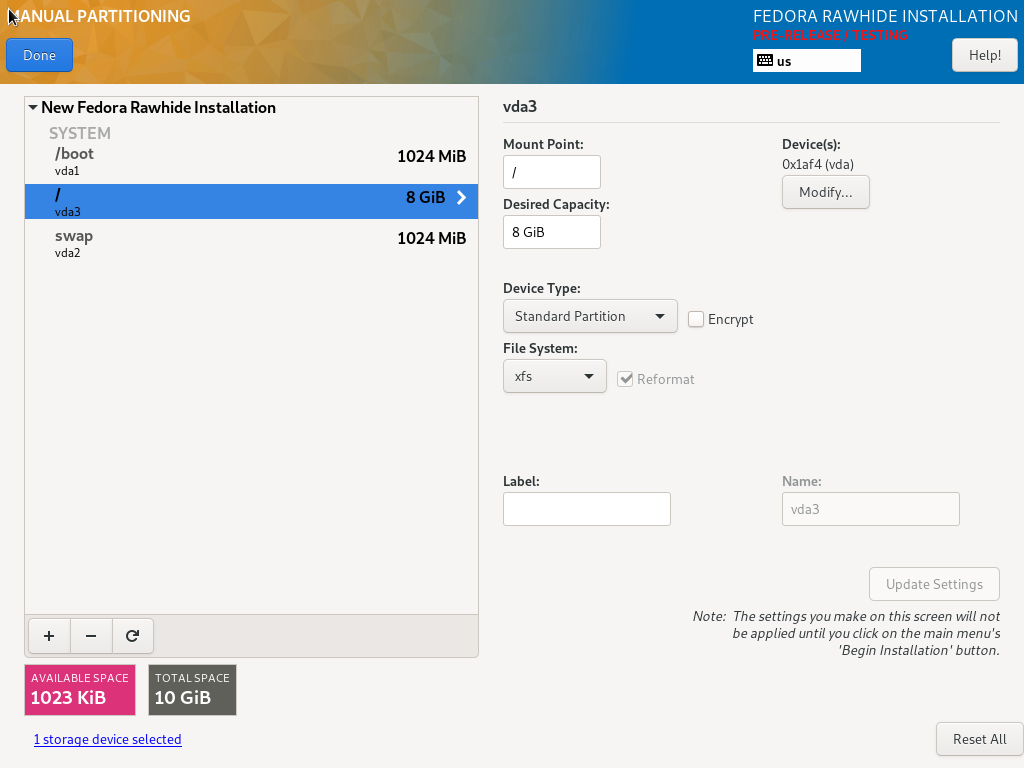 MANUAL PARTITIONING
FEDORA RAWHIDE INSTALLATION
PRE-RELEASE / TESTING
Done
us
Help!
New Fedora Rawhide Installation
SYSTEM
/boot
1024 MiB
vda1
/
8 GiB
vda3
swap
1024 MiB
vda2
vda3
Mount Point:
Device(s):
/
0x1af4 (vda)
Modify...
Desired Capacity:
8 GiB
Device Type:
Standard Partition
Encrypt
File System:
xfs
Reformat
Label:
Name:
vda3
Update Settings
Note: The settings you make on this screen will not
be applied until you click on the main menu's
'Begin Installation' button.
AVAILABLE SPACE
1023 KiB
TOTAL SPACE
10 GiB
1 storage device selected
Reset All